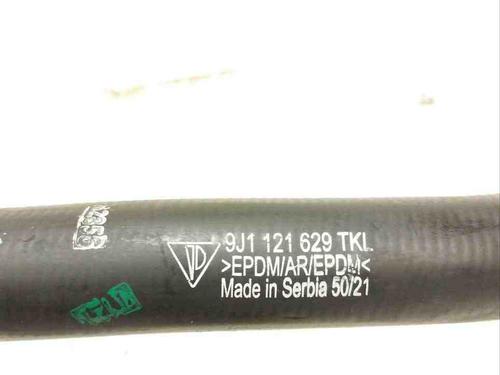 9J1 121 629 TKL
>EPDM/AR/EPDM<
Made in Serbia 50/21